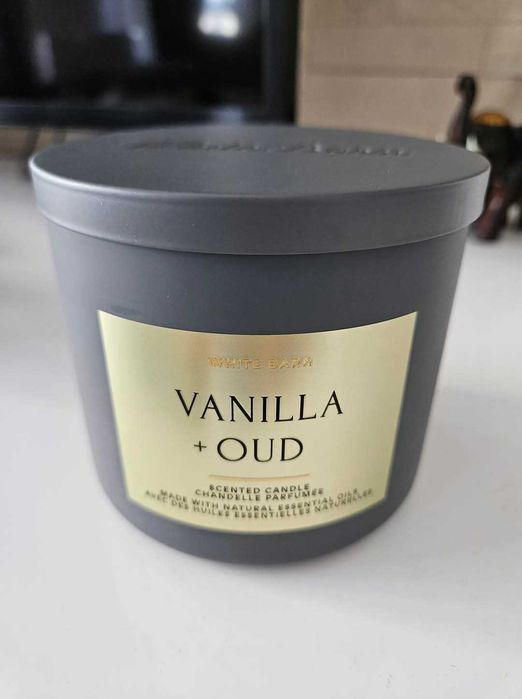 WHITE BARN
VANILLA
+ OUD
SCENTED CANDLE
CHANDELLE PARFUMÉE
MADE WITH NATURAL ESSENTIAL OILS
AVEC DES HUILES ESSENTIELLES NATURELLES